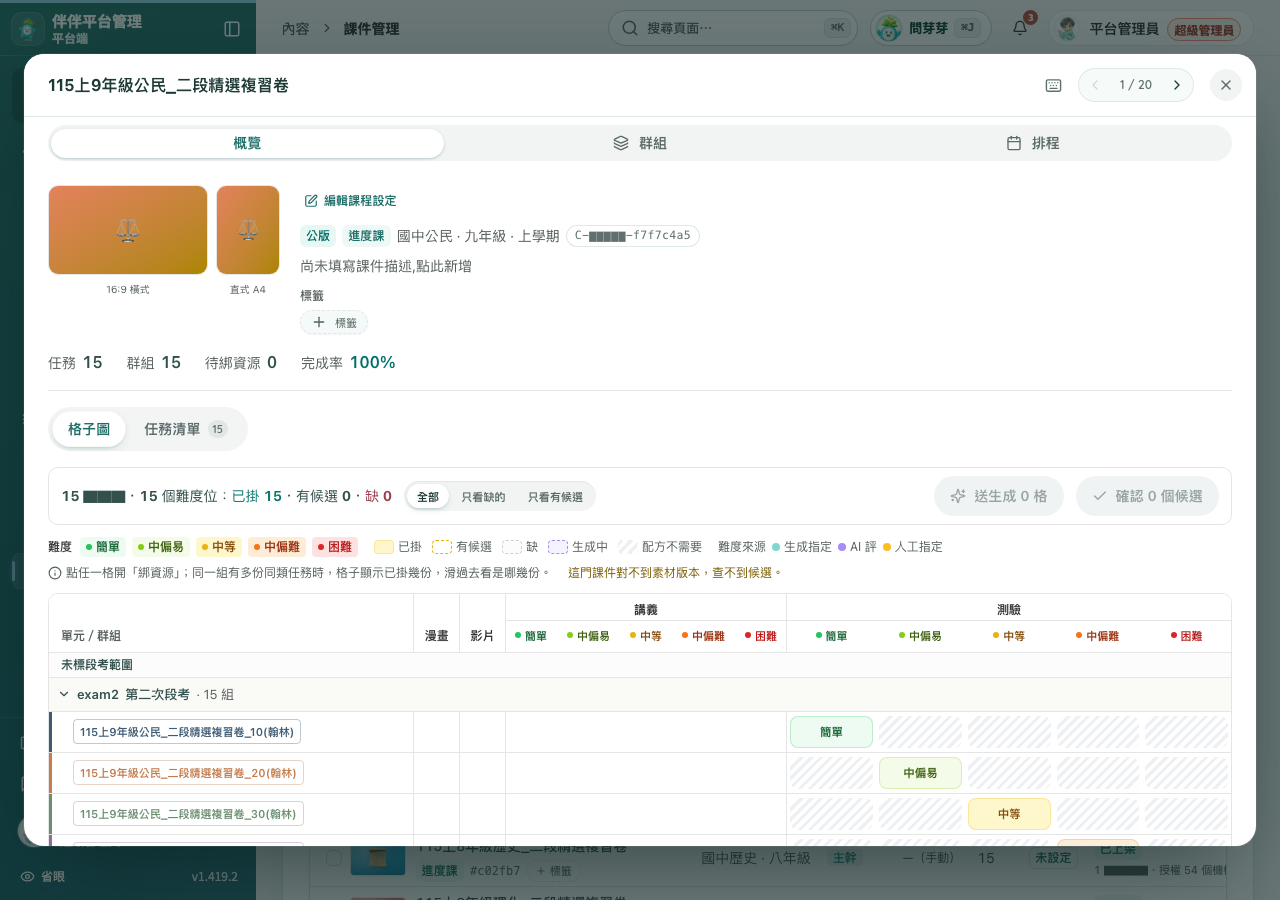 伴伴平台管理
平台端
內容 > 課件管理
搜尋頁面… ⌘K
問芽芽 ⌘J
3
平台管理員 超級管理員
115上9年級公民_二段精選複習卷
1 / 20
概覽
群組
排程
16:9 橫式
直式 A4
編輯課程設定
公版 進度課 國中公民 · 九年級 · 上學期
尚未填寫課件描述,點此新增
標籤
+ 標籤
任務 15 群組 15 待綁資源 0 完成率 100%
格子圖 任務清單 15
15 · 15 個難度位：已掛 15 · 有候選 0 · 缺 0
全部 只看缺的 只看有候選
送生成 0 格
確認 0 個候選
難度 簡單 中偏易 中等 中偏難 困難 已掛 有候選 缺 生成中 配方不需要 難度來源 生成指定 AI 評 人工指定
點任一格開「綁資源」；同一組有多份同類任務時，格子顯示已掛幾份，滑過去看是哪幾份。 這門課件對不到素材版本，查不到候選。
單元 / 群組 漫畫 影片 講義 測驗
簡單 中偏易 中等 中偏難 困難 簡單 中偏易 中等 中偏難 困難
未標段考範圍
exam2 第二次段考 · 15 組
115上9年級公民_二段精選複習卷_10(翰林) 簡單
115上9年級公民_二段精選複習卷_20(翰林) 中偏易
115上9年級公民_二段精選複習卷_30(翰林) 中等
國中歷史 · 八年級 主幹 —（手動） 15 未設定 已上架
進度課 #c02fb7 + 標籤
1 · 授權 54 個機
省眼 v1.419.2